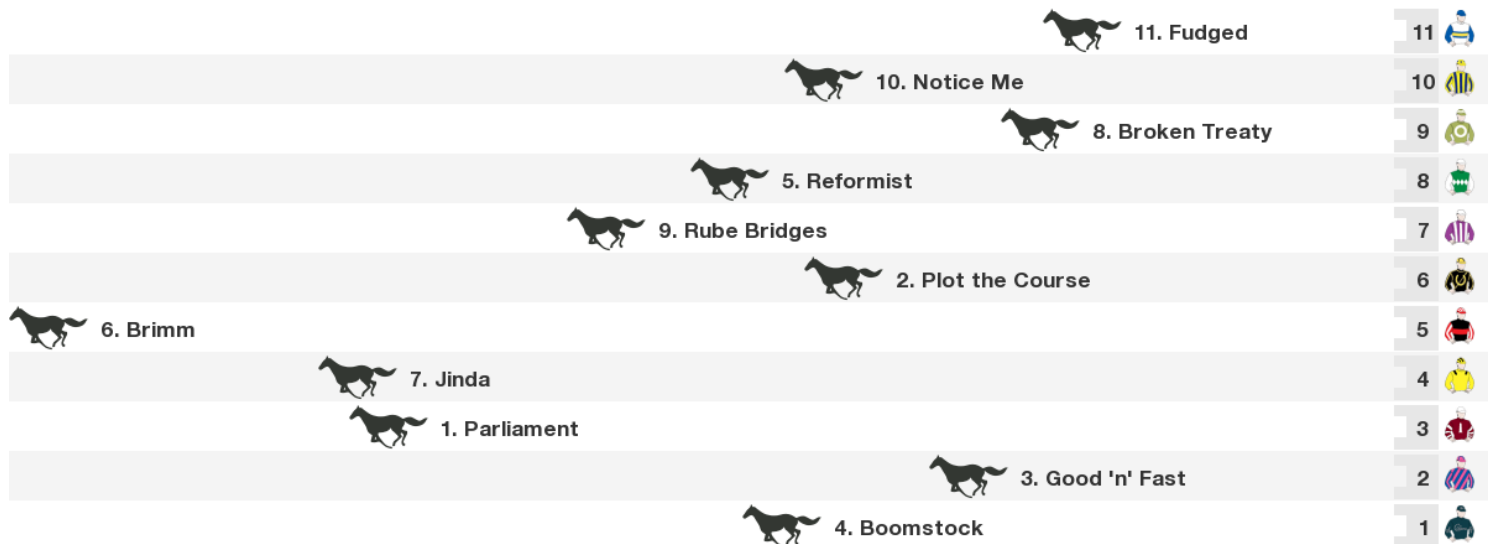 11. Fudged 11
10. Notice Me 10
8. Broken Treaty 9
5. Reformist 8
9. Rube Bridges 7
2. Plot the Course 6
6. Brimm 5
7. Jinda 4
1. Parliament 3
3. Good 'n' Fast 2
4. Boomstock 1